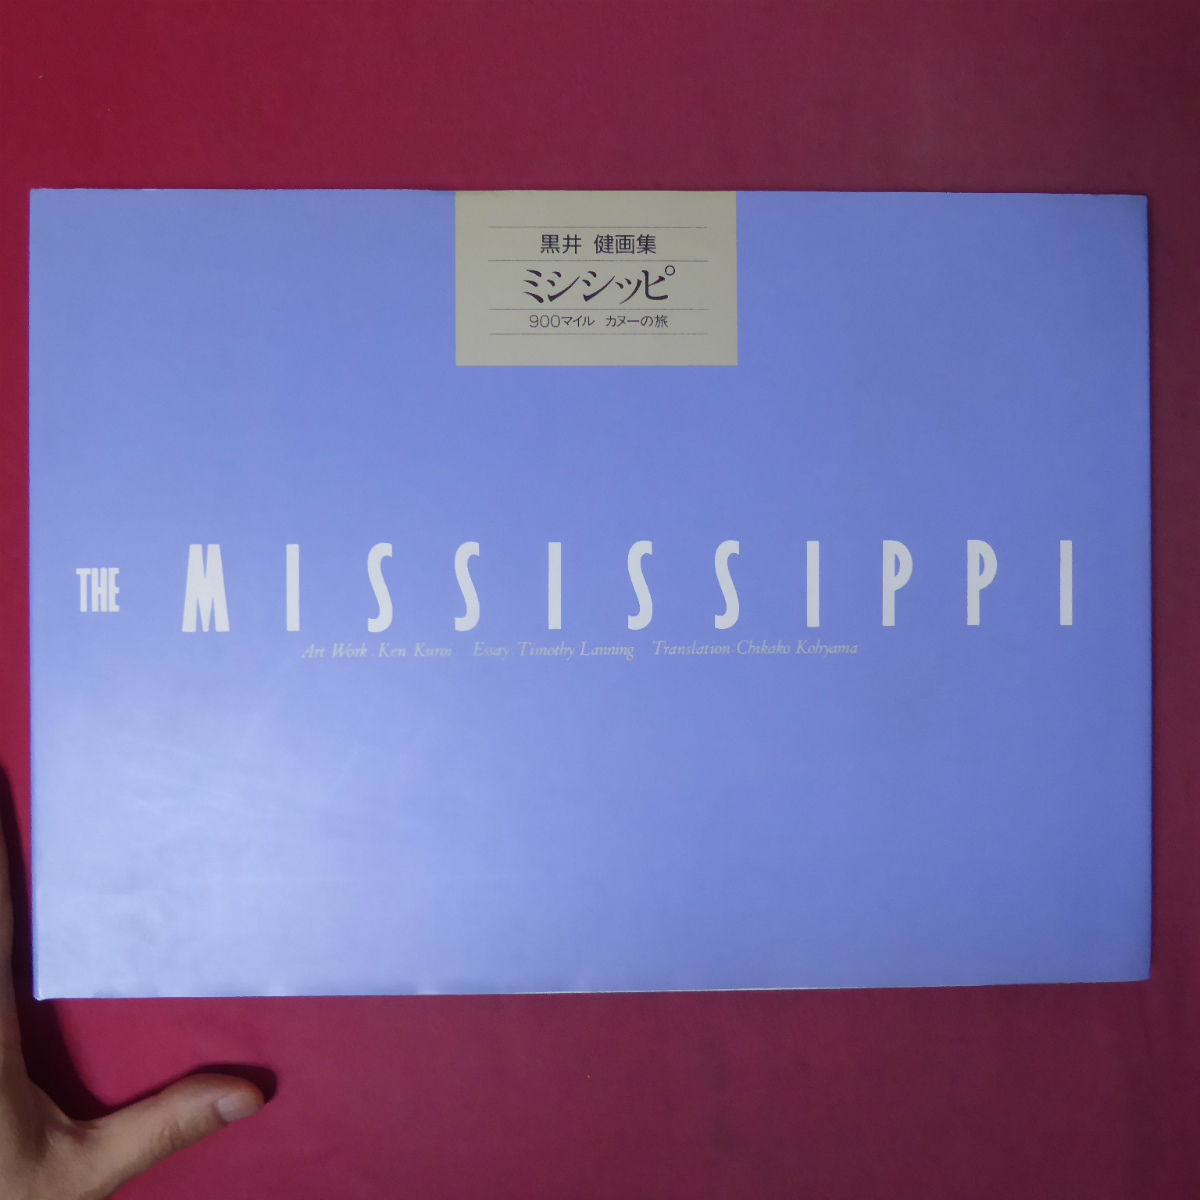 黒井 健画集
ミシシッピ
900マイル カヌーの旅
THE MISSISSIPPI
Art Work : Ken Kuroi Essay : Timothy Lanning Translation : Chikako Kohyama